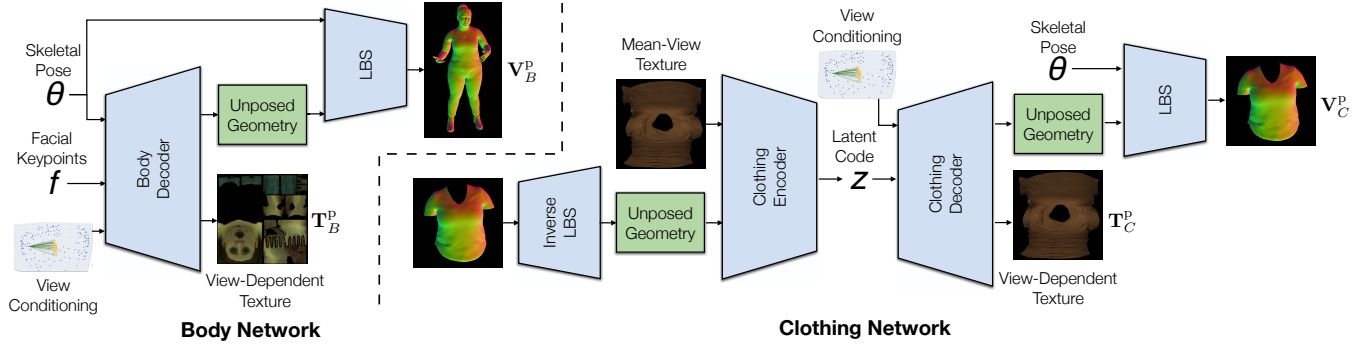 Skeletal
Pose
θ
Facial
Keypoints
f
View
Conditioning
Body
Decoder
Unposed
Geometry
LBS
V_B^p
T_B^p
View-Dependent
Texture
Body Network
Mean-View
Texture
Inverse
LBS
Unposed
Geometry
Clothing
Encoder
View
Conditioning
Latent
Code
z
Clothing
Decoder
Skeletal
Pose
θ
Unposed
Geometry
LBS
V_C^p
T_C^p
View-Dependent
Texture
Clothing Network